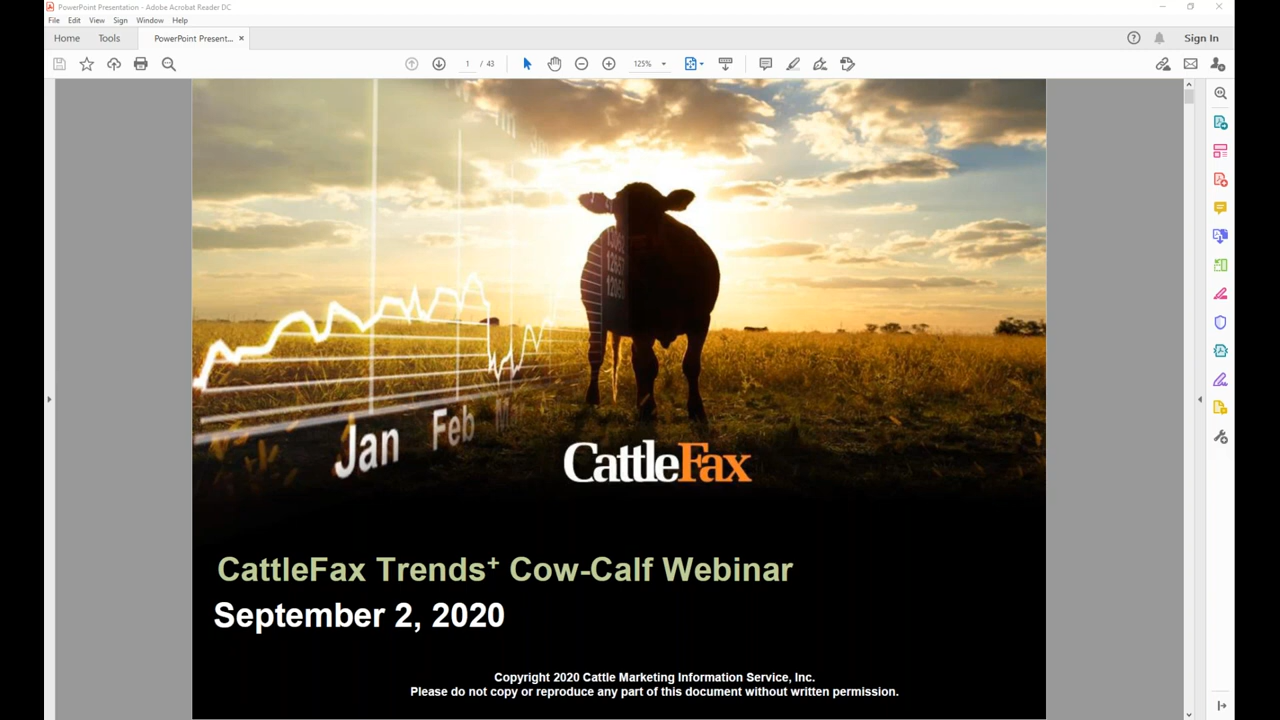 PowerPoint Presentation - Adobe Acrobat Reader DC
File Edit View Sign Window Help
Home Tools PowerPoint Present... × Sign In
1 / 43 125%
Jan Feb
CattleFax
CattleFax Trends+ Cow-Calf Webinar
September 2, 2020
Copyright 2020 Cattle Marketing Information Service, Inc.
Please do not copy or reproduce any part of this document without written permission.